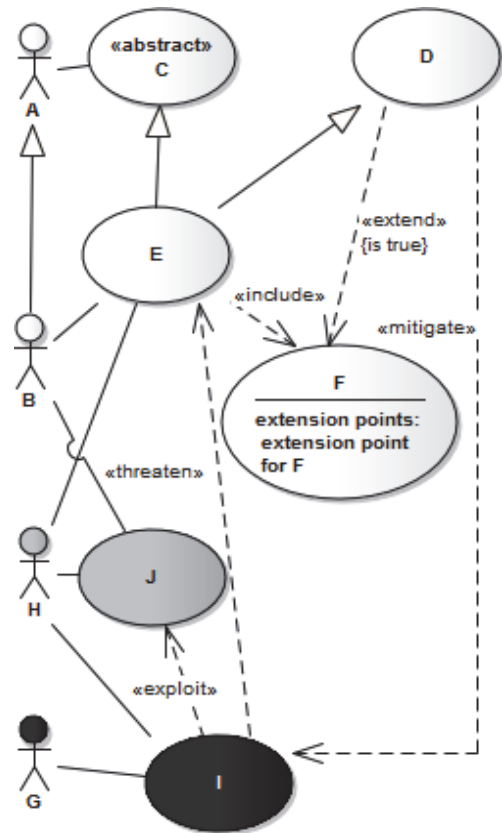 «abstract»
C
D
A
E
«extend»
{is true}
«include»
«mitigate»
B
F
extension points:
extension point
for F
«threaten»
H
J
«exploit»
I
G